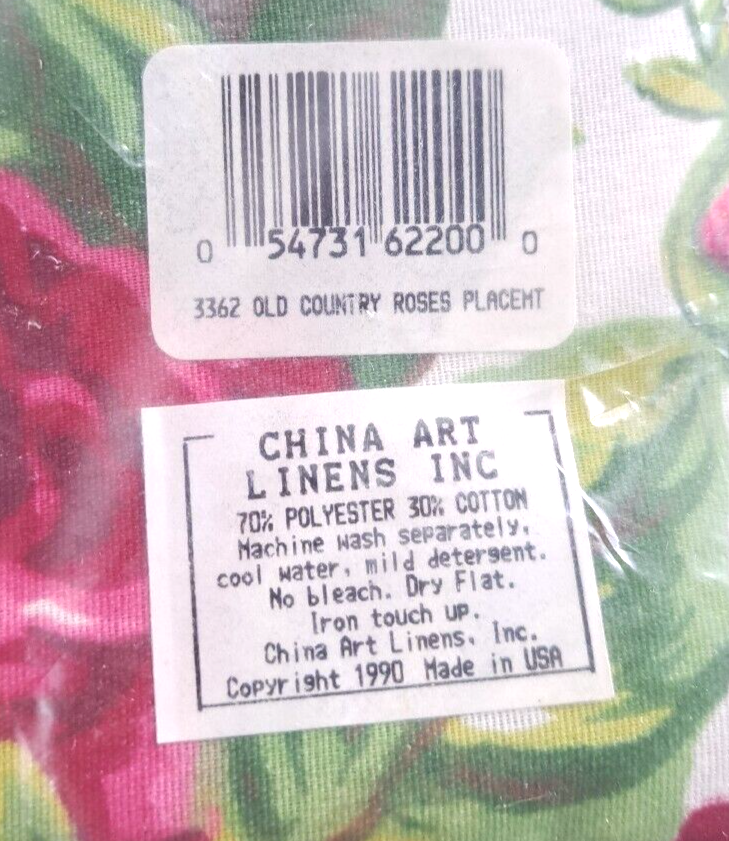 0 54731 62200 0
3362 OLD COUNTRY ROSES PLACEMT
CHINA ART
LINENS INC
70% POLYESTER 30% COTTON
Machine wash separately,
cool water, mild detergent.
No bleach. Dry Flat.
Iron touch up.
China Art Linens, Inc.
Copyright 1990 Made in USA